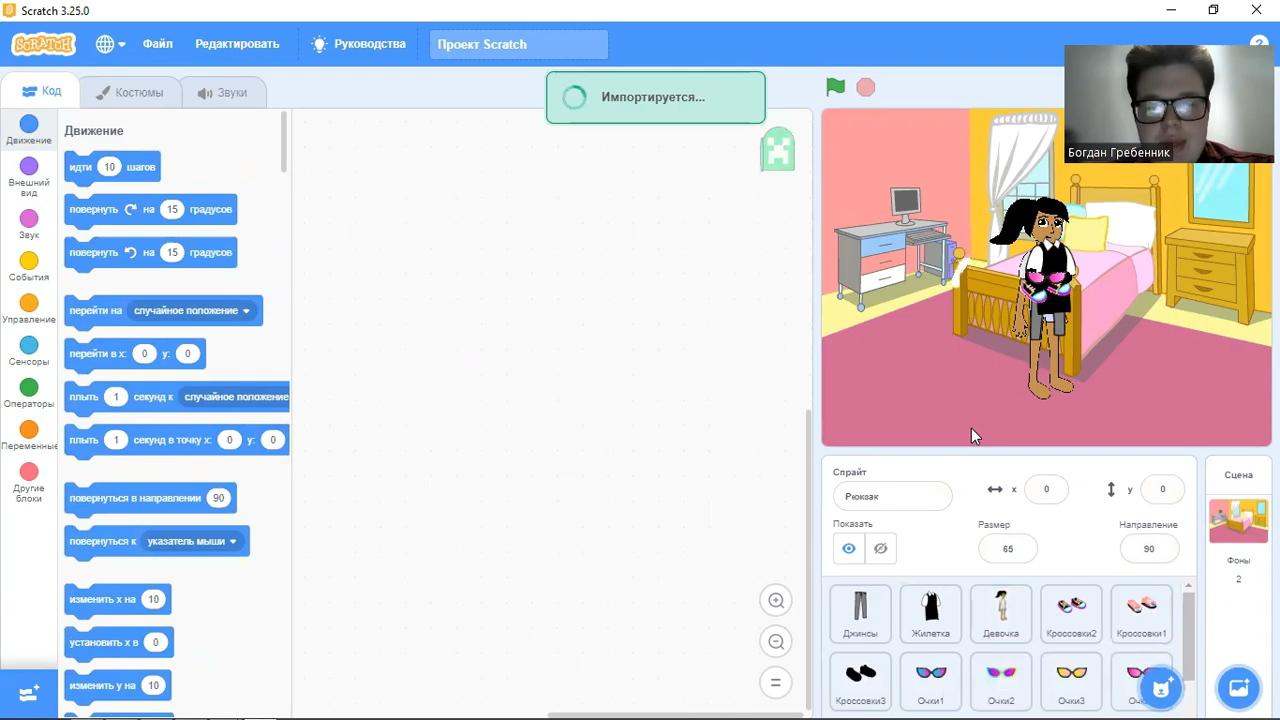 Scratch 3.25.0
SCRATCH
Файл
Редактировать
Руководства
Проект Scratch
?
Код
Костюмы
Звуки
Импортируется...
Богдан Гребенник
Движение
Внешний вид
Звук
События
Управление
Сенсоры
Операторы
Переменные
Другие блоки
Движение
идти 10 шагов
повернуть на 15 градусов
повернуть на 15 градусов
перейти на случайное положение
перейти в x: 0 y: 0
плыть 1 секунд к случайное положение
плыть 1 секунд в точку x: 0 y: 0
повернуться в направлении 90
повернуться к указатель мыши
изменить x на 10
установить x в 0
изменить y на 10
Спрайт
Рюкзак
x 0
y 0
Показать
Размер
65
Направление
90
Джинсы
Жилетка
Девочка
Кроссовки2
Кроссовки1
Кроссовки3
Очки1
Очки2
Очки3
Сцена
Фоны
2